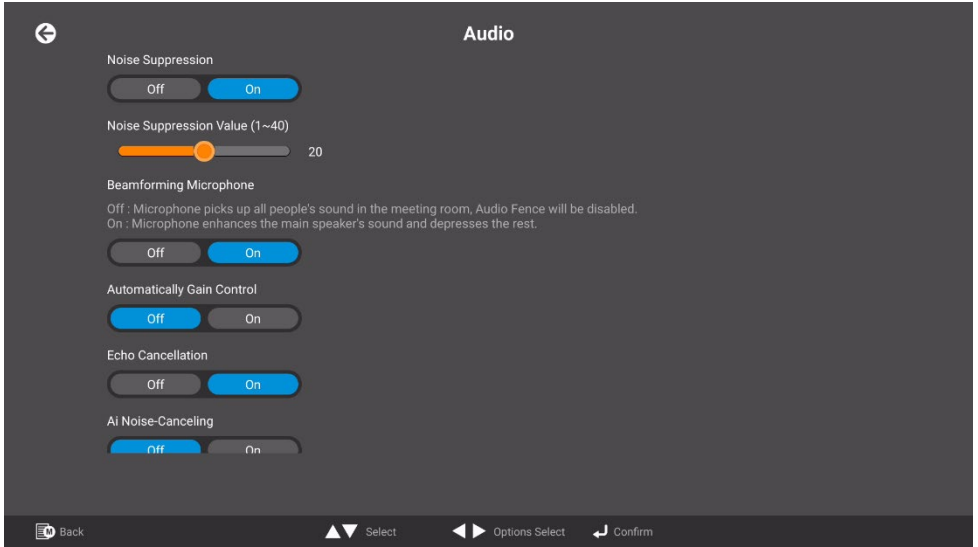 Audio
Noise Suppression
Off On
Noise Suppression Value (1~40)
20
Beamforming Microphone
Off : Microphone picks up all people's sound in the meeting room, Audio Fence will be disabled.
On : Microphone enhances the main speaker's sound and depresses the rest.
Off On
Automatically Gain Control
Off On
Echo Cancellation
Off On
Ai Noise-Canceling
Off On
M Back Select Options Select Confirm